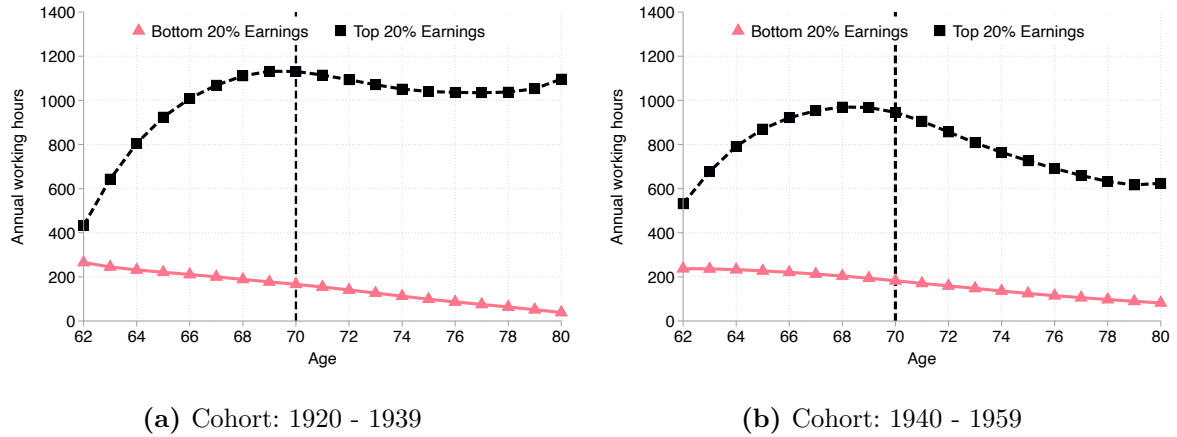 1400
1200
1000
800
600
400
200
0
Annual working hours
Bottom 20% Earnings Top 20% Earnings
62 64 66 68 70 72 74 76 78 80
Age
(a) Cohort: 1920 - 1939
1400
1200
1000
800
600
400
200
0
Annual working hours
Bottom 20% Earnings Top 20% Earnings
62 64 66 68 70 72 74 76 78 80
Age
(b) Cohort: 1940 - 1959